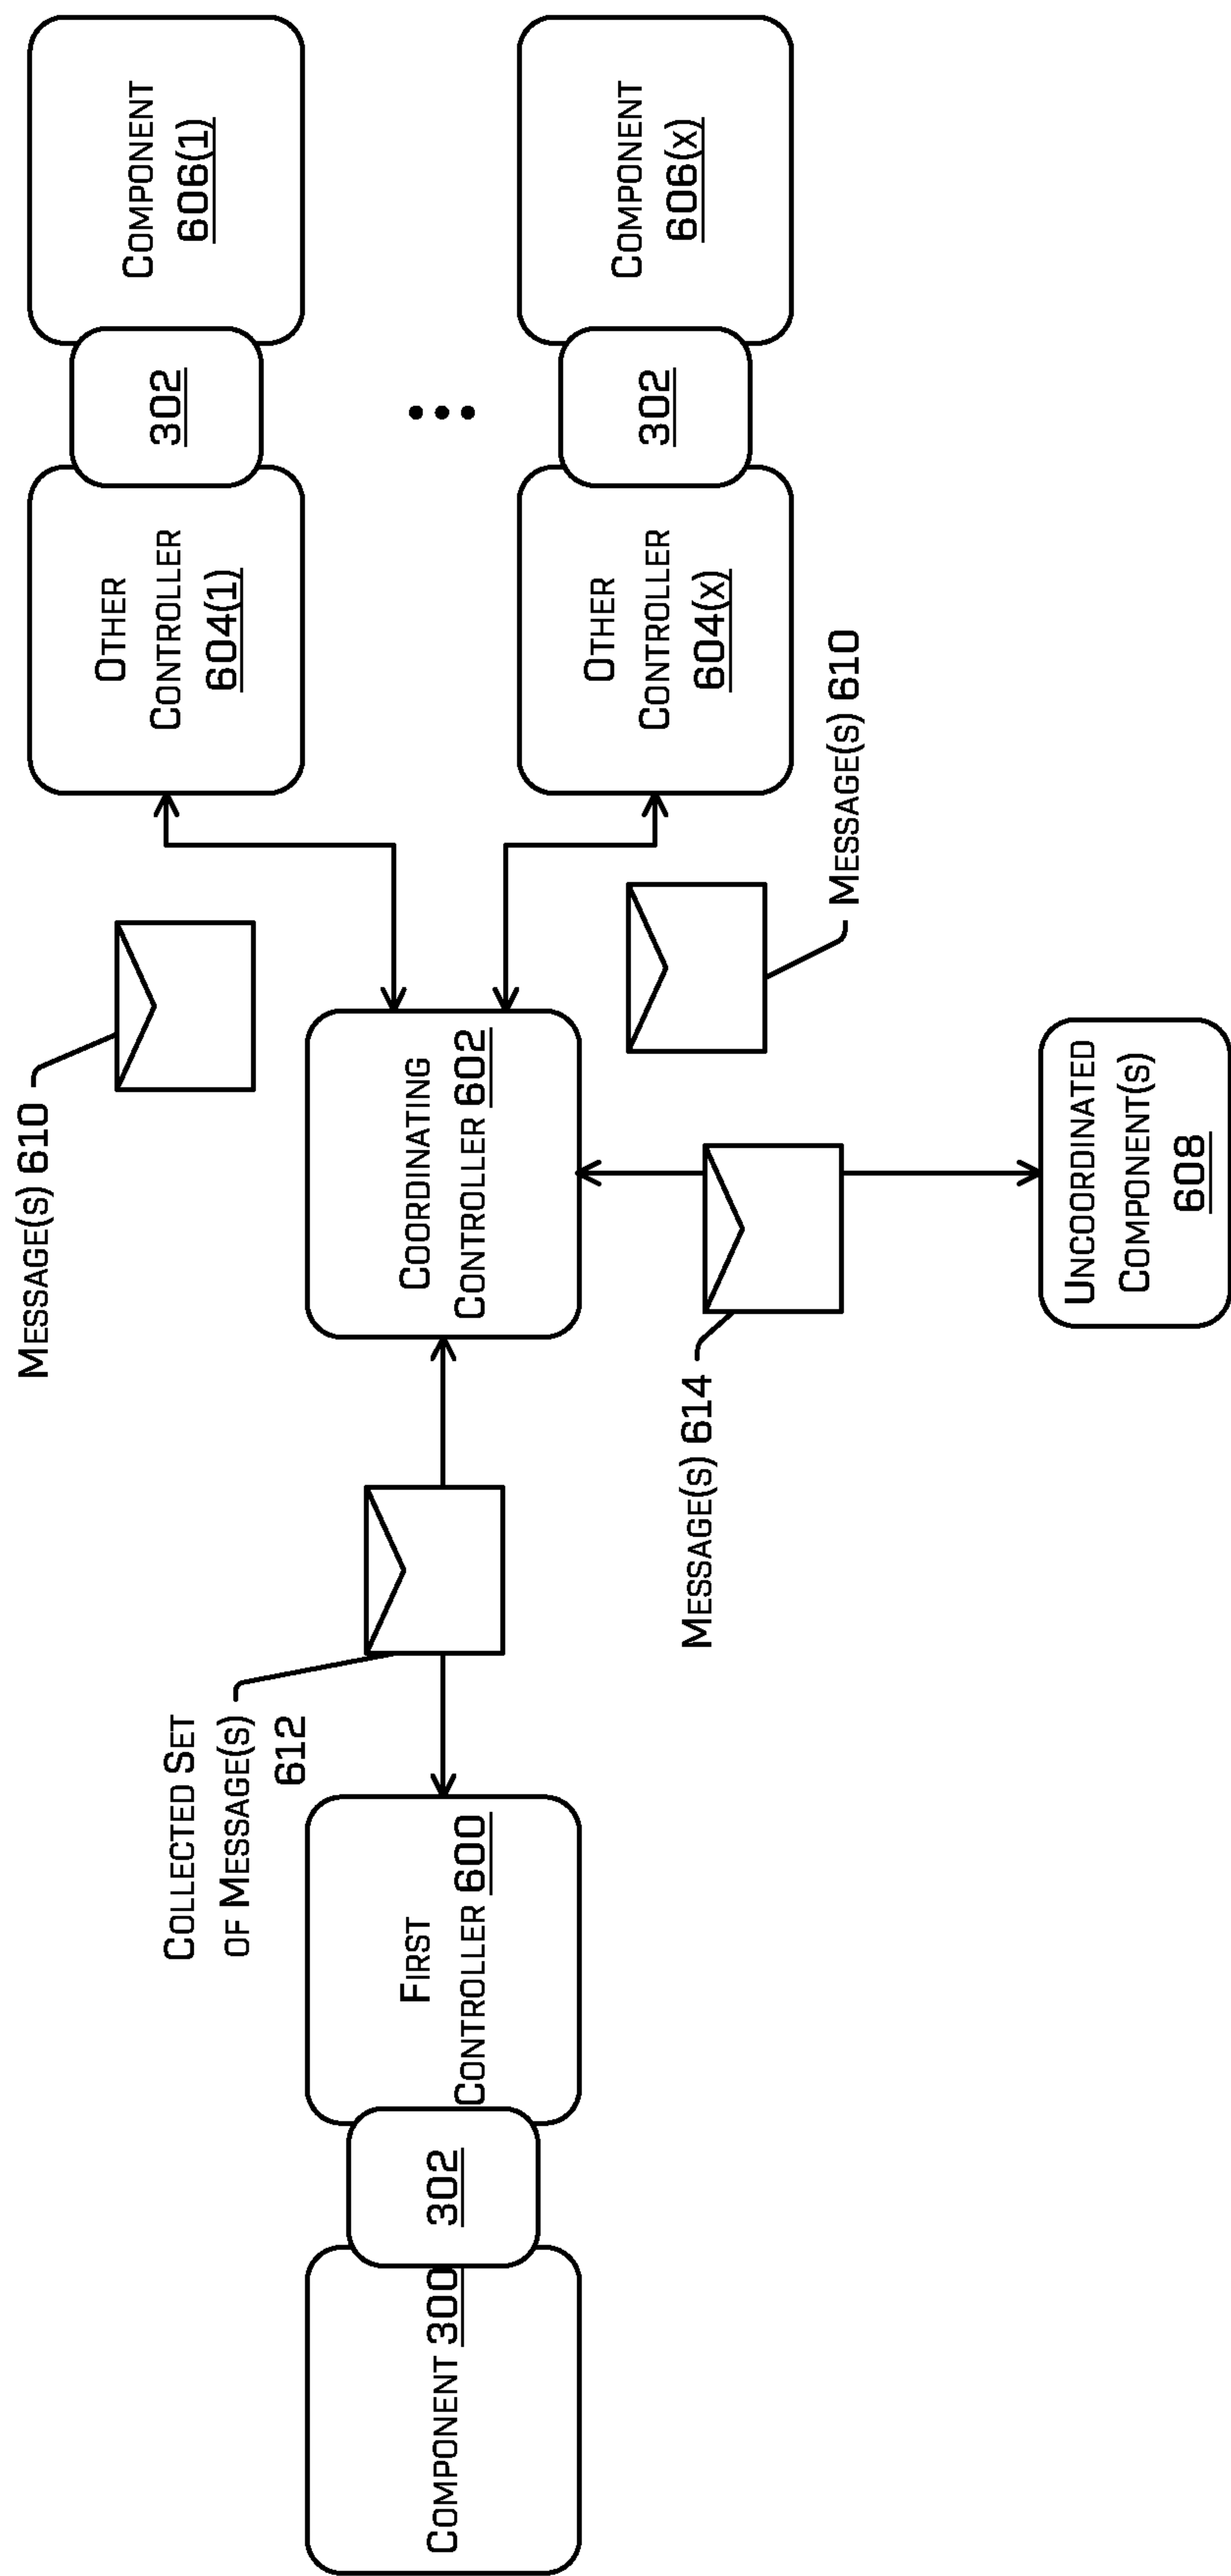 COMPONENT 300
302
FIRST
CONTROLLER 600
COLLECTED SET
OF MESSAGE(S)
612
COORDINATING
CONTROLLER 602
MESSAGE(S) 610
OTHER
CONTROLLER
604(1)
302
COMPONENT
606(1)
OTHER
CONTROLLER
604(X)
302
COMPONENT
606(X)
MESSAGE(S) 610
MESSAGE(S) 614
UNCOORDINATED
COMPONENT(S)
608